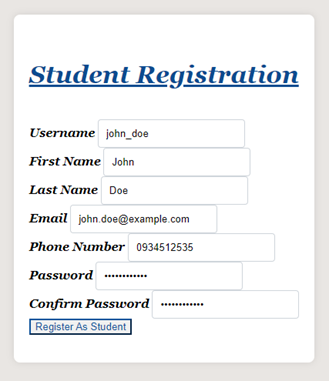 Student Registration
Username john_doe
First Name John
Last Name Doe
Email john.doe@example.com
Phone Number 0934512535
Password ••••••••••••
Confirm Password ••••••••••••
Register As Student